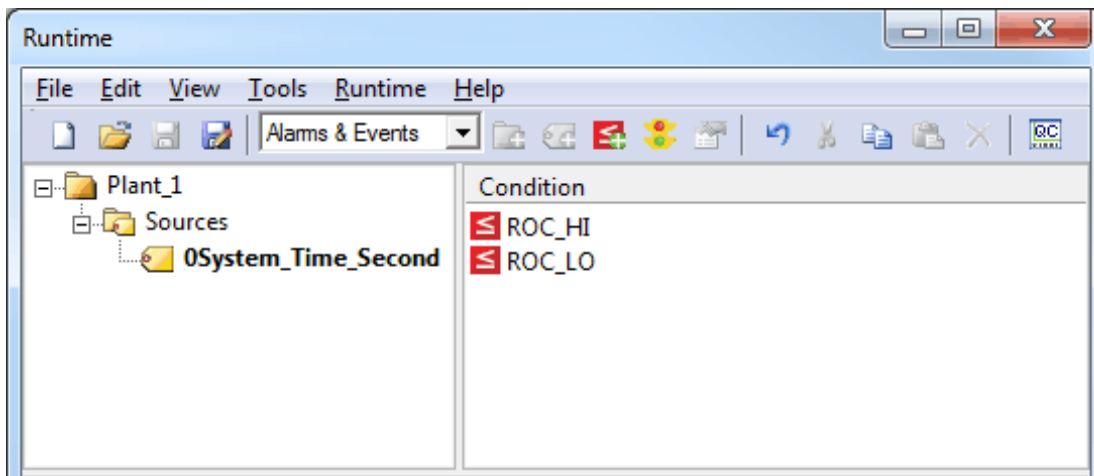 Runtime
File Edit View Tools Runtime Help
Alarms & Events QC
Plant_1
Sources
0System_Time_Second
Condition
ROC_HI
ROC_LO